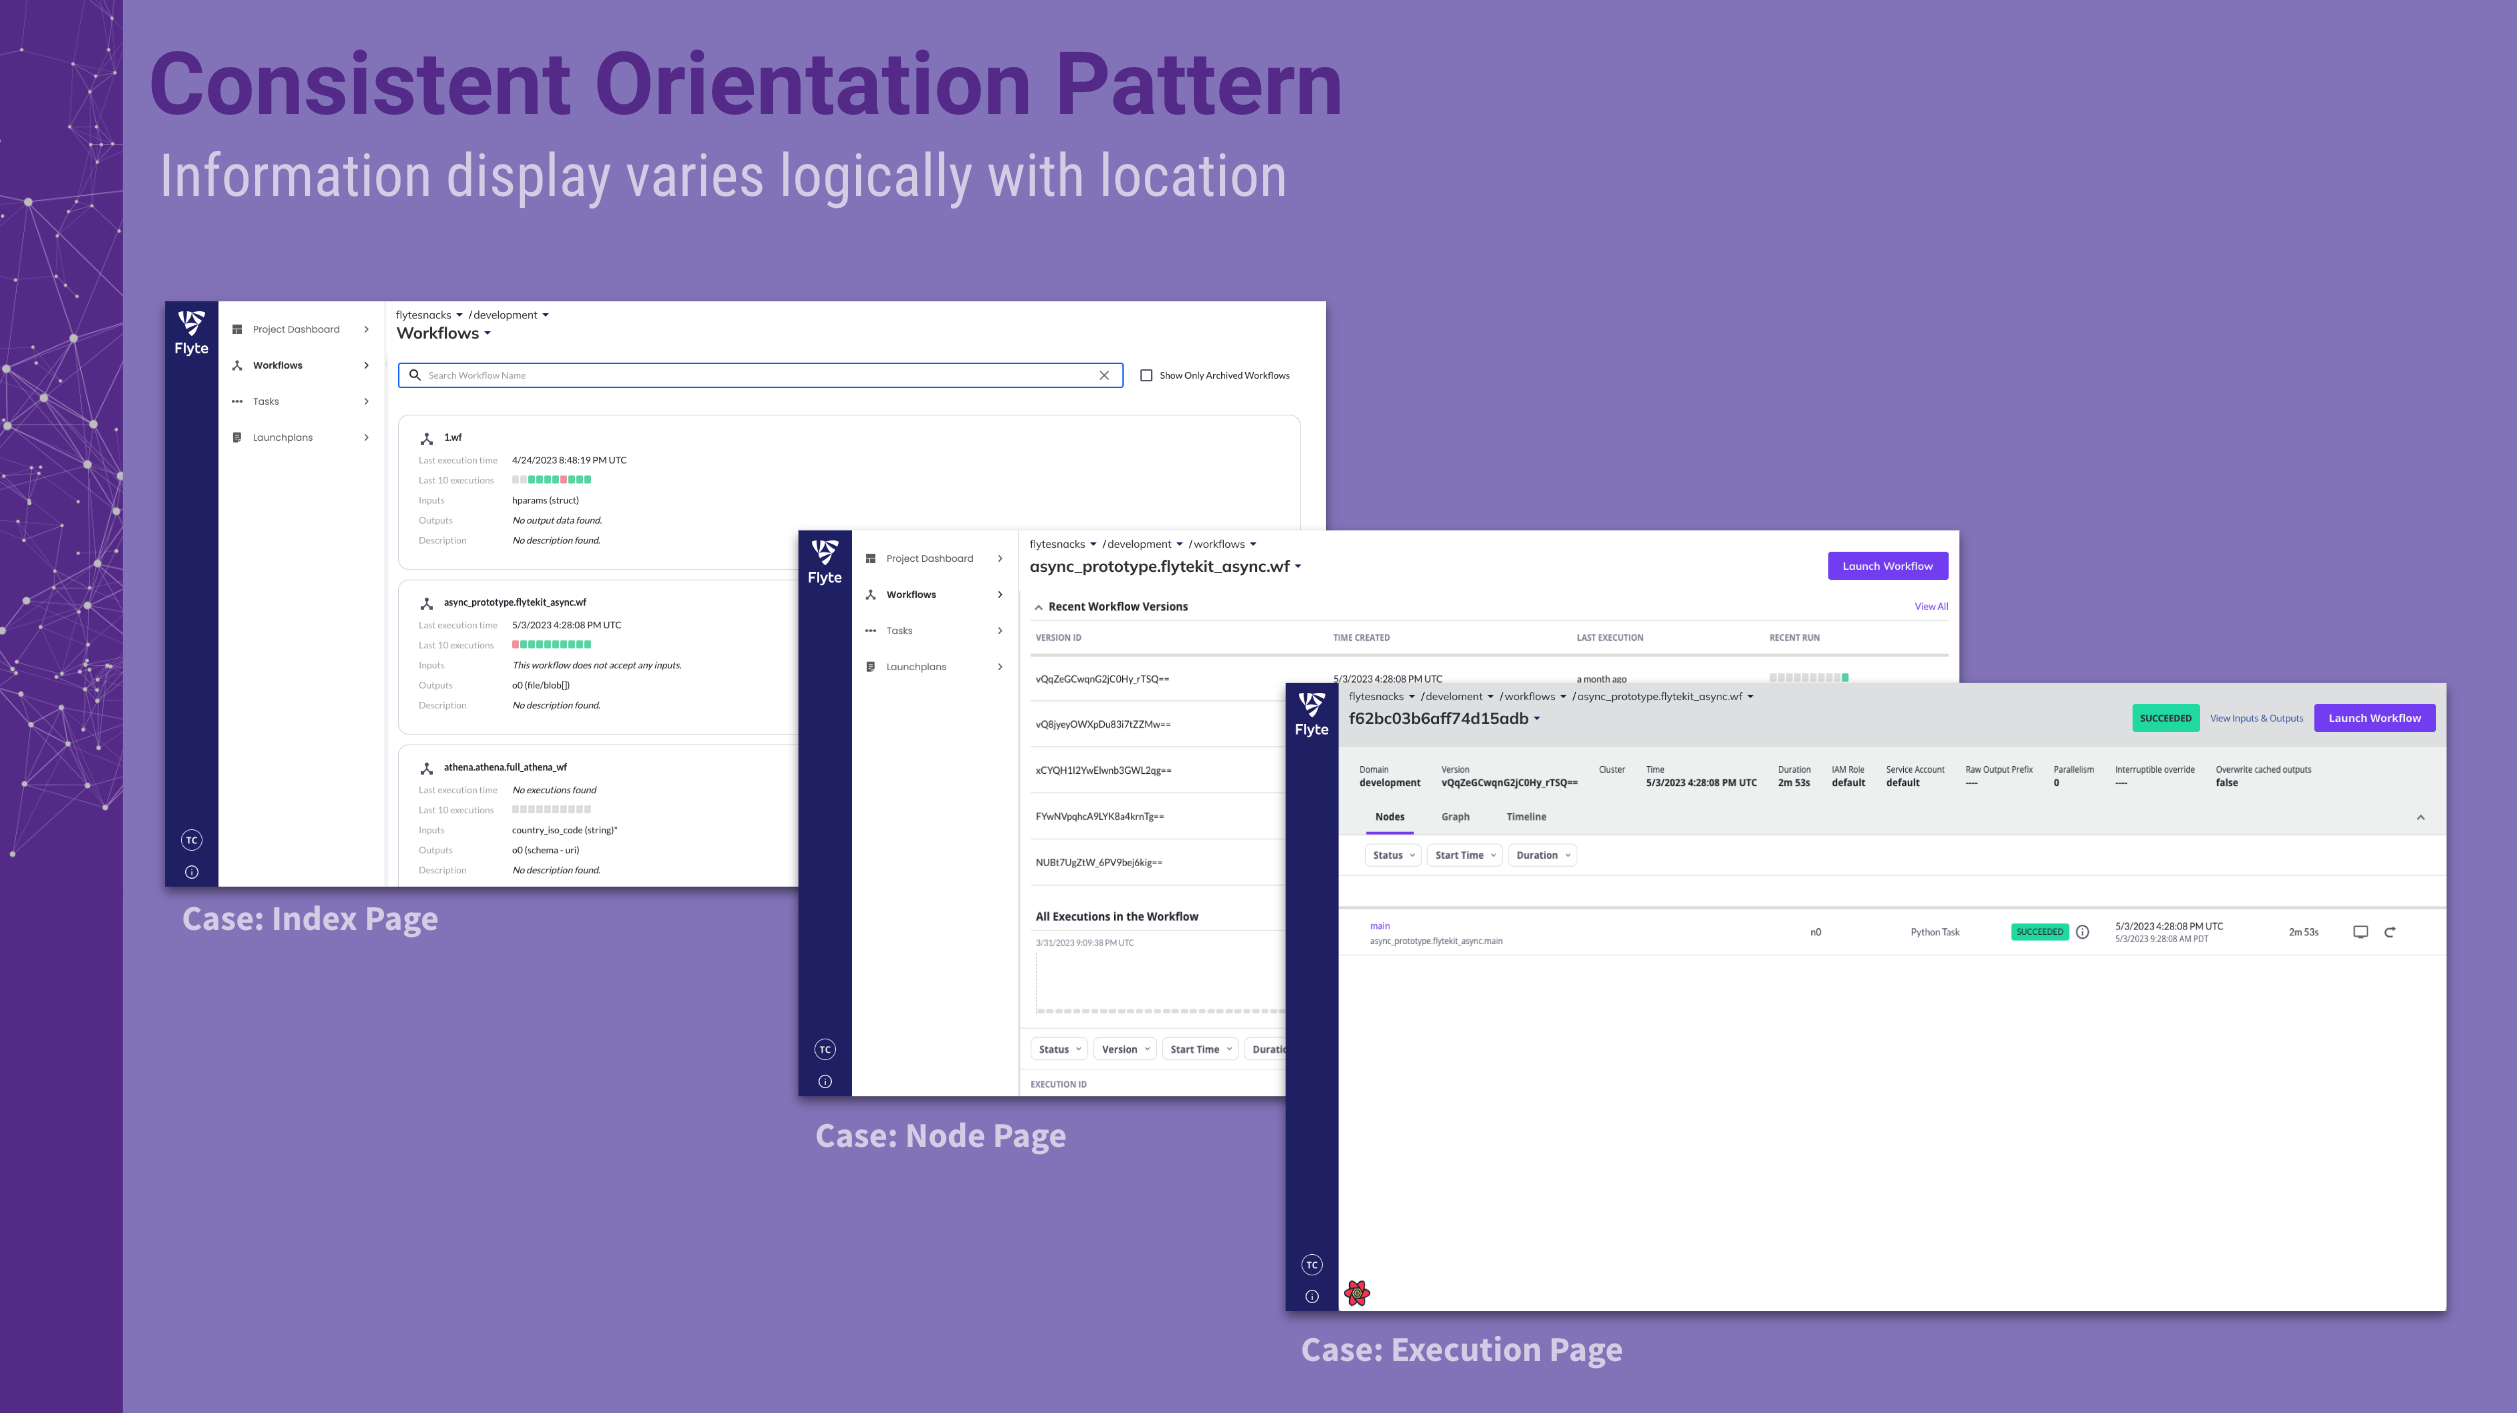 Consistent Orientation Pattern
Information display varies logically with location
Flyte
Project Dashboard
Workflows
Tasks
Launchplans
TC
flytesnacks / development
Workflows
Search Workflow Name
Show Only Archived Workflows
1.wf
Last execution time 4/24/2023 8:48:19 PM UTC
Last 10 executions
Inputs hparams (struct)
Outputs No output data found.
Description No description found.
async_prototype.flytekit_async.wf
Last execution time 5/3/2023 4:28:08 PM UTC
Last 10 executions
Inputs This workflow does not accept any inputs.
Outputs o0 (file/blob[])
Description No description found.
athena.athena.full_athena_wf
Last execution time No executions found
Last 10 executions
Inputs country_iso_code (string)*
Outputs o0 (schema - uri)
Description No description found.
Case: Index Page
Flyte
Project Dashboard
Workflows
Tasks
Launchplans
TC
flytesnacks / development / workflows
async_prototype.flytekit_async.wf
Launch Workflow
Recent Workflow Versions View All
VERSION ID TIME CREATED LAST EXECUTION RECENT RUN
vQqZeGCwqnG2jC0Hy_rTSQ== 5/3/2023 4:28:08 PM UTC a month ago
vQ8jyeyOWXpDu83i7tZZMw==
xCYQH1I2YwEIwnb3GWL2qg==
FYwNVpqhcA9LYK8a4krnTg==
NUBt7UgZtW_6PV9bej6kig==
All Executions in the Workflow
3/31/2023 9:09:38 PM UTC
Status Version Start Time Duratio
EXECUTION ID
Case: Node Page
Flyte
TC
flytesnacks / develoment / workflows / async_prototype.flytekit_async.wf
f62bc03b6aff74d15adb
SUCCEEDED View Inputs & Outputs Launch Workflow
Domain Version Cluster Time Duration IAM Role Service Account Raw Output Prefix Parallelism Interruptible override Overwrite cached outputs
development vQqZeGCwqnG2jC0Hy_rTSQ== 5/3/2023 4:28:08 PM UTC 2m 53s default default ---- 0 ---- false
Nodes Graph Timeline
Status Start Time Duration
main n0 Python Task SUCCEEDED 5/3/2023 4:28:08 PM UTC 2m 53s
async_prototype.flytekit_async.main 5/3/2023 9:28:08 AM PDT
Case: Execution Page